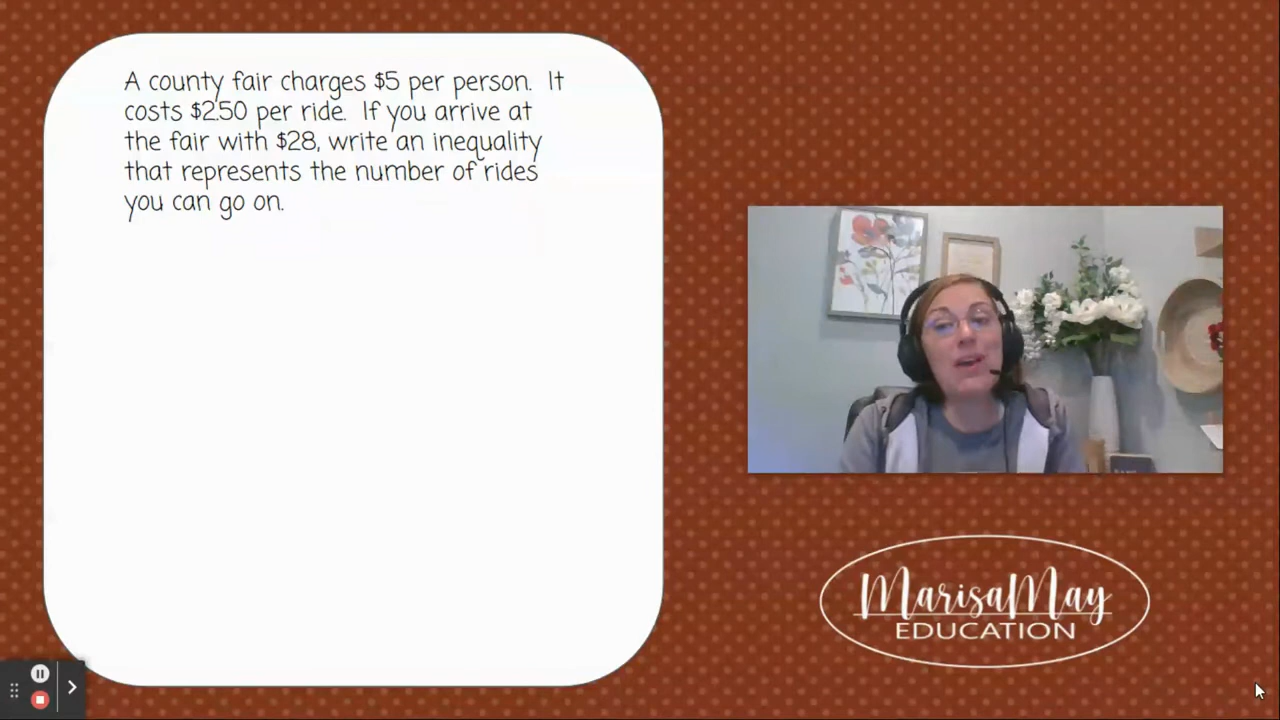 A county fair charges $5 per person. It
costs $2.50 per ride. If you arrive at
the fair with $28, write an inequality
that represents the number of rides
you can go on.
MarisaMay
EDUCATION